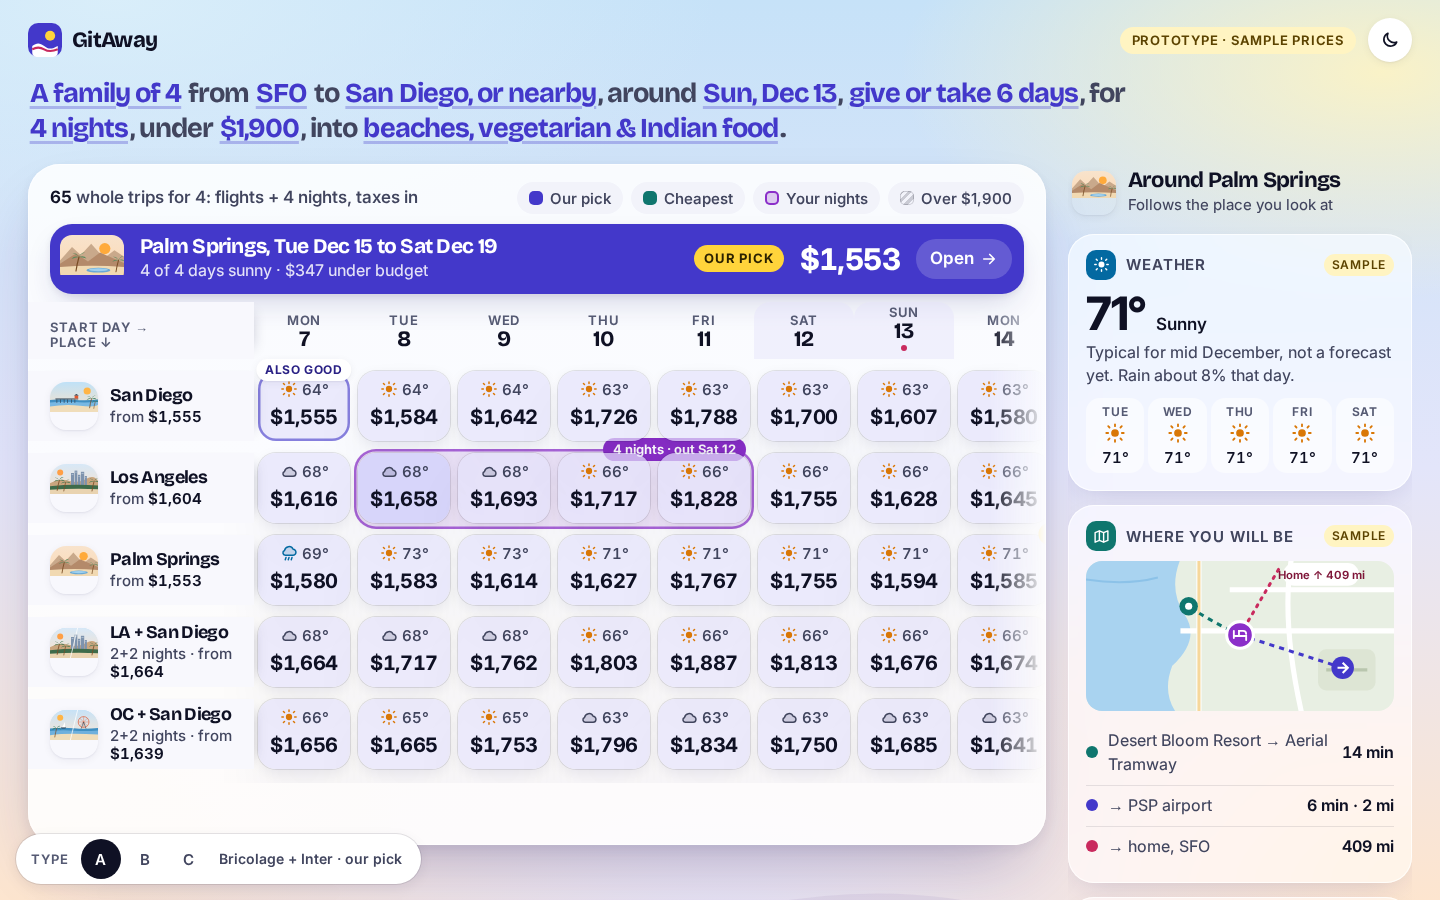 GitAway
PROTOTYPE · SAMPLE PRICES
A family of 4 from SFO to San Diego, or nearby, around Sun, Dec 13, give or take 6 days, for
4 nights, under $1,900, into beaches, vegetarian & Indian food.
65 whole trips for 4: flights + 4 nights, taxes in
Our pick
Cheapest
Your nights
Over $1,900
Palm Springs, Tue Dec 15 to Sat Dec 19
4 of 4 days sunny · $347 under budget
OUR PICK
$1,553
Open →
START DAY →
PLACE ↓
MON 7
TUE 8
WED 9
THU 10
FRI 11
SAT 12
SUN 13
MON 14
ALSO GOOD
San Diego
from $1,555
64° 64° 64° 63° 63° 63° 63° 63°
$1,555 $1,584 $1,642 $1,726 $1,788 $1,700 $1,607 $1,580
4 nights · out Sat 12
Los Angeles
from $1,604
68° 68° 68° 66° 66° 66° 66° 66°
$1,616 $1,658 $1,693 $1,717 $1,828 $1,755 $1,628 $1,645
Palm Springs
from $1,553
69° 73° 73° 71° 71° 71° 71° 71°
$1,580 $1,583 $1,614 $1,627 $1,767 $1,755 $1,594 $1,585
LA + San Diego
2+2 nights · from
$1,664
68° 68° 68° 66° 66° 66° 66° 66°
$1,664 $1,717 $1,762 $1,803 $1,887 $1,813 $1,676 $1,674
OC + San Diego
2+2 nights · from
$1,639
66° 65° 65° 63° 63° 63° 63° 63°
$1,656 $1,665 $1,753 $1,796 $1,834 $1,750 $1,685 $1,641
TYPE A B C Bricolage + Inter · our pick
Around Palm Springs
Follows the place you look at
WEATHER
SAMPLE
71° Sunny
Typical for mid December, not a forecast
yet. Rain about 8% that day.
TUE WED THU FRI SAT
71° 71° 71° 71° 71°
WHERE YOU WILL BE
SAMPLE
Home ↑ 409 mi
Desert Bloom Resort → Aerial
Tramway
14 min
→ PSP airport
6 min · 2 mi
→ home, SFO
409 mi